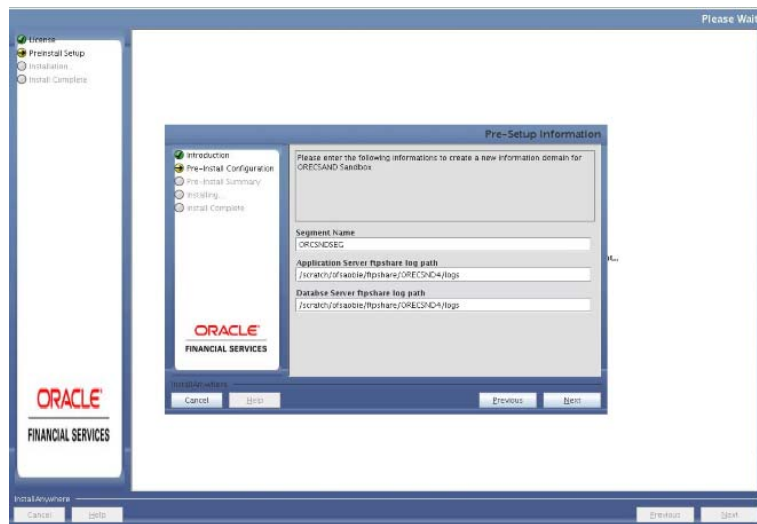 Please Wait
License
Preinstall Setup
Installation...
Install Complete
Pre-Setup Information
Introduction
Pre-Install Configuration
Pre-Install Summary
Installing...
Install Complete
Please enter the following informations to create a new information domain for
ORECSAND Sandbox
Segment Name
ORCSNDSEG
Application Server ftpshare log path
/scratch/ofsaobie/ftpshare/ORECSND4/logs
Databse Server ftpshare log path
/scratch/ofsaobie/ftpshare/ORECSND4/logs
ORACLE
FINANCIAL SERVICES
InstallAnywhere
Cancel Help Previous Next
ORACLE
FINANCIAL SERVICES
InstallAnywhere
Cancel Help Previous Next